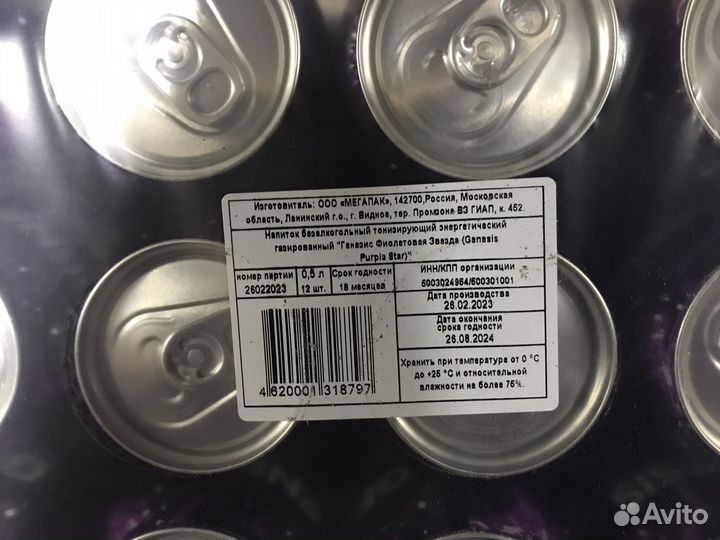 Изготовитель: ООО «МЕГАПАК», 142700,Россия, Московская
область, Ленинский г.о., г. Видное, тер. Промзона ВЗ ГИАП, к. 452.
Напиток безалкогольный тонизирующий энергетический
газированный "Генезис Фиолетовая Звезда (Genesis
Purple Star)"
номер партии
26022023
0,5 л
12 шт.
Срок годности
18 месяцев
ИНН/КПП организации
5003024954/500301001
Дата производства
26.02.2023
Дата окончания
срока годности
26.08.2024
Хранить при температуре от 0 °С
до +25 °С и относительной
влажности не более 75%.
4 620001 318797
Avito